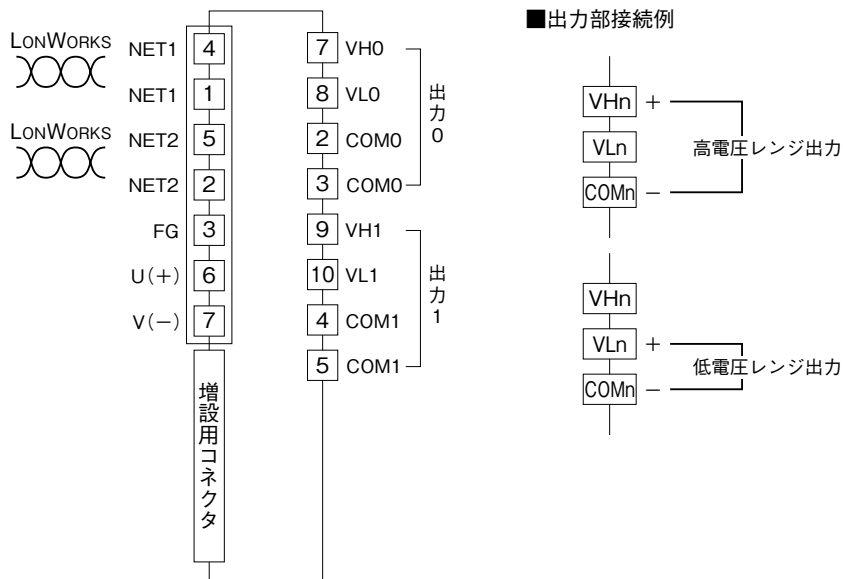 LONWORKS
NET1 4
NET1 1
LONWORKS
NET2 5
NET2 2
FG 3
U(+) 6
V(−) 7
増設用コネクタ
7 VH0
8 VL0
2 COM0
3 COM0
出力0
9 VH1
10 VL1
4 COM1
5 COM1
出力1
■出力部接続例
VHn +
VLn
COMn −
高電圧レンジ出力
VHn
VLn +
COMn −
低電圧レンジ出力